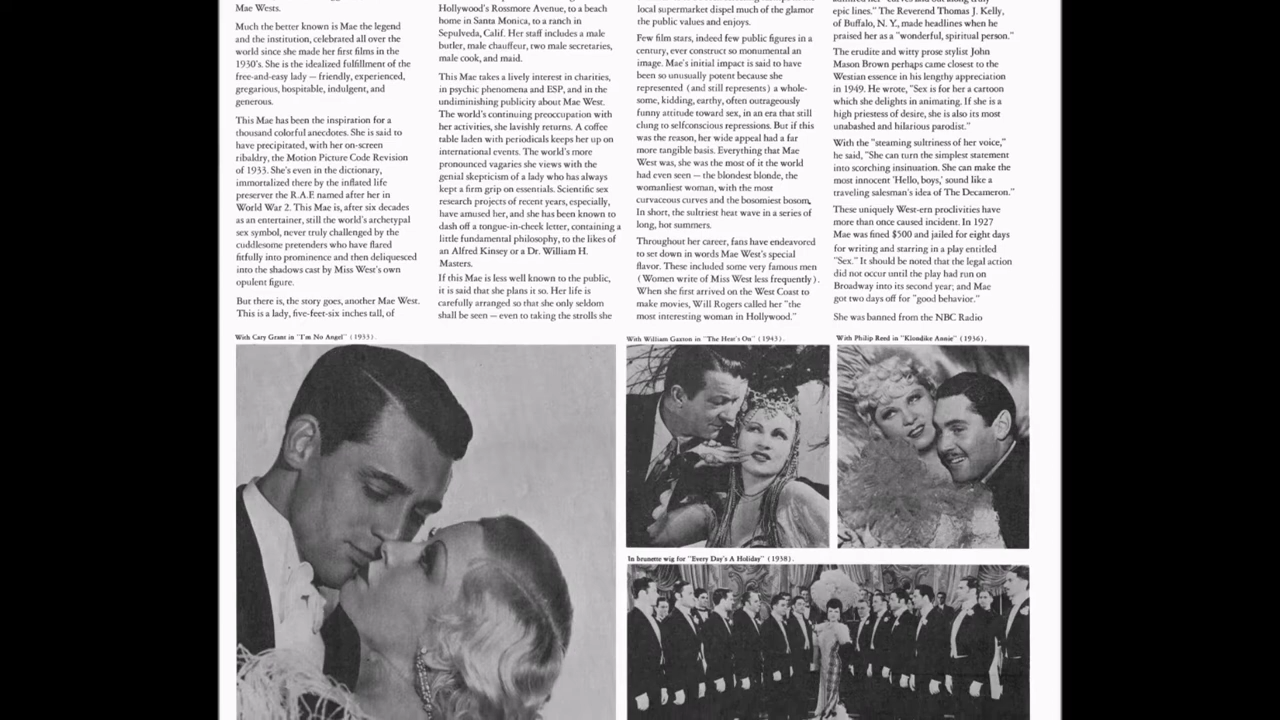 Mae Wests.
Much the better known is Mae the legend
and the institution, celebrated all over the
world since she made her first films in the
1930's. She is the idealized fulfillment of the
free-and-easy lady — friendly, experienced,
gregarious, hospitable, indulgent, and
generous.
This Mae has been the inspiration for a
thousand colorful anecdotes. She is said to
have precipitated, with her on-screen
ribaldry, the Motion Picture Code Revision
of 1933. She's even in the dictionary,
immortalized there by the inflated life
preserver the R.A.F. named after her in
World War 2. This Mae is, after six decades
as an entertainer, still the world's archetypal
sex symbol, never truly challenged by the
cuddlesome pretenders who have flared
fitfully into prominence and then deliquesced
into the shadows cast by Miss West's own
opulent figure.
But there is, the story goes, another Mae West.
This is a lady, five-feet-six inches tall, of
Hollywood's Rossmore Avenue, to a beach
home in Santa Monica, to a ranch in
Sepulveda, Calif. Her staff includes a male
butler, male chauffeur, two male secretaries,
male cook, and maid.
This Mae takes a lively interest in charities,
in psychic phenomena and ESP, and in the
undiminishing publicity about Mae West.
The world's continuing preoccupation with
her activities, she lavishly returns. A coffee
table laden with periodicals keeps her up on
international events. The world's more
pronounced vagaries she views with the
genial skepticism of a lady who has always
kept a firm grip on essentials. Scientific sex
research projects of recent years, especially,
have amused her, and she has been known to
dash off a tongue-in-cheek letter, containing a
little fundamental philosophy, to the likes of
an Alfred Kinsey or a Dr. William H.
Masters.
If this Mae is less well known to the public,
it is said that she plans it so. Her life is
carefully arranged so that she only seldom
shall be seen — even to taking the strolls she
local supermarket dispel much of the glamor
the public values and enjoys.
Few film stars, indeed few public figures in a
century, ever construct so monumental an
image. Mae's initial impact is said to have
been so unusually potent because she
represented (and still represents) a whole-
some, kidding, earthy, often outrageously
funny attitude toward sex, in an era that still
clung to selfconscious repressions. But if this
was the reason, her wide appeal had a far
more tangible basis. Everything that Mae
West was, she was the most of it the world
had even seen — the blondest blonde, the
womanliest woman, with the most
curvaceous curves and the bosomiest bosom.
In short, the sultriest heat wave in a series of
long, hot summers.
Throughout her career, fans have endeavored
to set down in words Mae West's special
flavor. These included some very famous men
(Women write of Miss West less frequently).
When she first arrived on the West Coast to
make movies, Will Rogers called her "the
most interesting woman in Hollywood."
epic lines." The Reverend Thomas J. Kelly,
of Buffalo, N. Y., made headlines when he
praised her as a "wonderful, spiritual person."
The erudite and witty prose stylist John
Mason Brown perhaps came closest to the
Westian essence in his lengthy appreciation
in 1949. He wrote, "Sex is for her a cartoon
which she delights in animating. If she is a
high priestess of desire, she is also its most
unabashed and hilarious parodist."
With the "steaming sultriness of her voice,"
he said, "She can turn the simplest statement
into scorching insinuation. She can make the
most innocent 'Hello, boys,' sound like a
traveling salesman's idea of The Decameron."
These uniquely West-ern proclivities have
more than once caused incident. In 1927
Mae was fined $500 and jailed for eight days
for writing and starring in a play entitled
"Sex." It should be noted that the legal action
did not occur until the play had run on
Broadway into its second year; and Mae
got two days off for "good behavior."
She was banned from the NBC Radio
With Cary Grant in "I'm No Angel" (1933).
With William Gaxton in "The Heat's On" (1943).
With Philip Reed in "Klondike Annie" (1936).
In brunette wig for "Every Day's A Holiday" (1938).